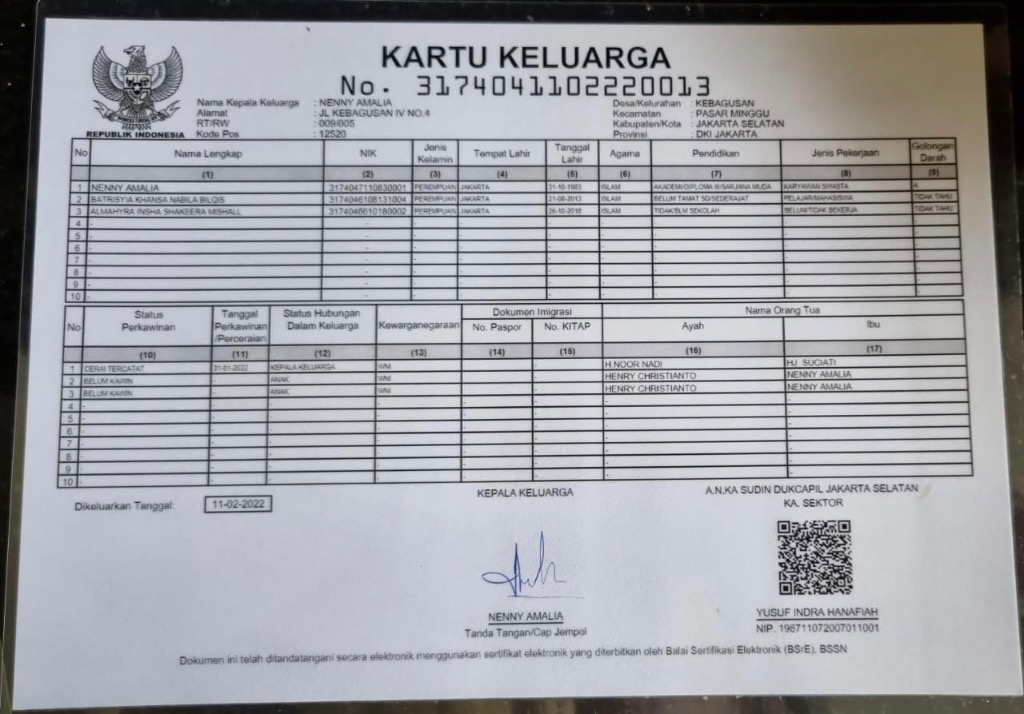 KARTU KELUARGA
No. 3174041102220013
Nama Kepala Keluarga : NENNY AMALIA
Alamat : JL KEBAGUSAN IV NO.4
RT/RW : 009/005
Kode Pos : 12520
Desa/Kelurahan : KEBAGUSAN
Kecamatan : PASAR MINGGU
Kabupaten/Kota : JAKARTA SELATAN
Provinsi : DKI JAKARTA
REPUBLIK INDONESIA
No Nama Lengkap NIK Jenis Kelamin Tempat Lahir Tanggal Lahir Agama Pendidikan Jenis Pekerjaan Golongan Darah
(1) (2) (3) (4) (5) (6) (7) (8) (9)
1 NENNY AMALIA 3174047110830001 PEREMPUAN JAKARTA 31-10-1983 ISLAM AKADEMI/DIPLOMA III/SARJANA MUDA KARYAWAN SWASTA A
2 BATRISYIA KHANSA NABILA BILQIS 3174046108131004 PEREMPUAN JAKARTA 21-08-2013 ISLAM BELUM TAMAT SD/SEDERAJAT PELAJAR/MAHASISWA TIDAK TAHU
3 ALMAHYRA INSHA SHAKEERA MISHALL 3174046610180002 PEREMPUAN JAKARTA 26-10-2018 ISLAM TIDAK/BLM SEKOLAH BELUM/TIDAK BEKERJA TIDAK TAHU
4 - -
5 - -
6 - -
7 - -
8 - -
9 - -
10 - -
No Status Perkawinan Tanggal Perkawinan /Perceraian Status Hubungan Dalam Keluarga Kewarganegaraan Dokumen Imigrasi Nama Orang Tua
No. Paspor No. KITAP Ayah Ibu
(10) (11) (12) (13) (14) (15) (16) (17)
1 CERAI TERCATAT 31-01-2022 KEPALA KELUARGA WNI - - H NOOR NADI HJ SUCIATI
2 BELUM KAWIN - ANAK WNI - - HENRY CHRISTIANTO NENNY AMALIA
3 BELUM KAWIN - ANAK WNI - - HENRY CHRISTIANTO NENNY AMALIA
4 - - - - - - - -
5 - - - - - - - -
6 - - - - - - - -
7 - - - - - - - -
8 - - - - - - - -
9 - - - - - - - -
10 - - - - - - - -
Dikeluarkan Tanggal: 11-02-2022
KEPALA KELUARGA
A.N.KA SUDIN DUKCAPIL JAKARTA SELATAN
KA. SEKTOR
NENNY AMALIA
Tanda Tangan/Cap Jempol
YUSUF INDRA HANAFIAH
NIP. 198711072007011001
Dokumen ini telah ditandatangani secara elektronik menggunakan sertifikat elektronik yang diterbitkan oleh Balai Sertifikasi Elektronik (BSrE), BSSN